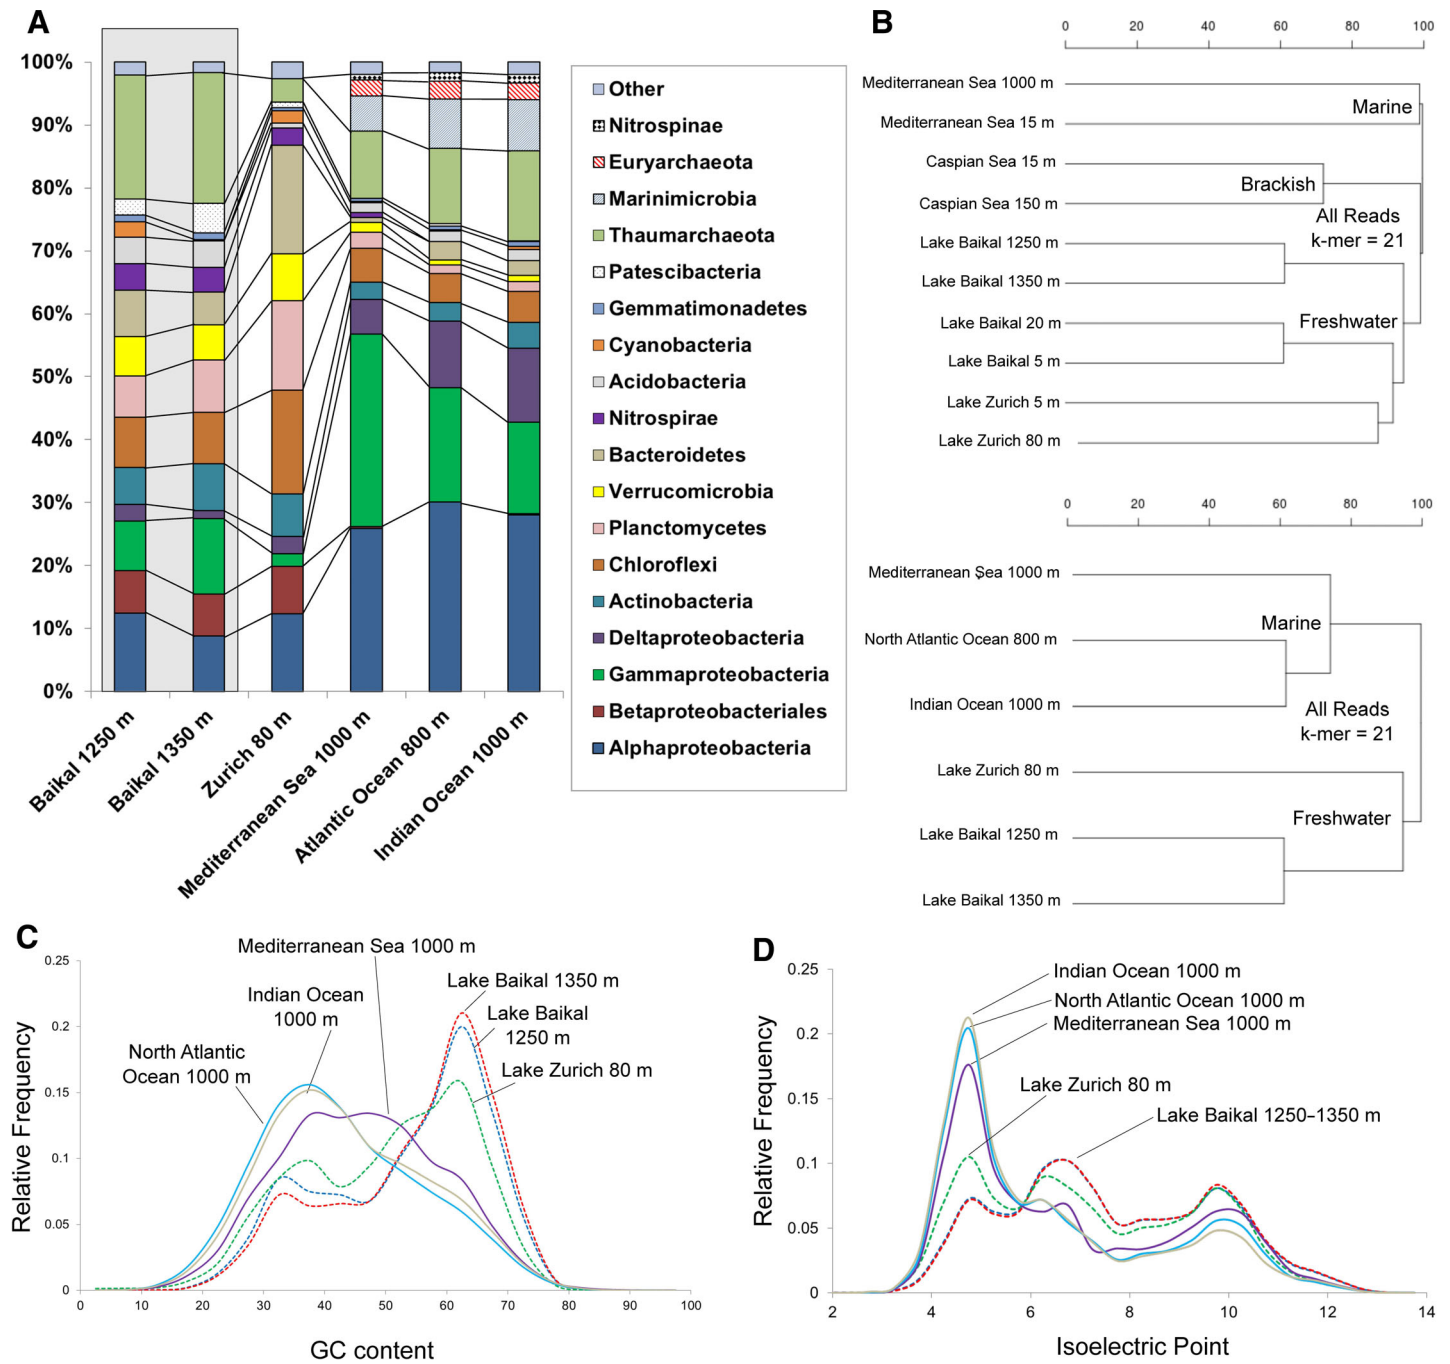 A
100%
90%
80%
70%
60%
50%
40%
30%
20%
10%
0%
Baikal 1250 m
Baikal 1350 m
Zurich 80 m
Mediterranean Sea 1000 m
Atlantic Ocean 800 m
Indian Ocean 1000 m
Other
Nitrospinae
Euryarchaeota
Marinimicrobia
Thaumarchaeota
Patescibacteria
Gemmatimonadetes
Cyanobacteria
Acidobacteria
Nitrospirae
Bacteroidetes
Verrucomicrobia
Planctomycetes
Chloroflexi
Actinobacteria
Deltaproteobacteria
Gammaproteobacteria
Betaproteobacteriales
Alphaproteobacteria
B
0 20 40 60 80 100
Mediterranean Sea 1000 m
Marine
Mediterranean Sea 15 m
Caspian Sea 15 m
Brackish
Caspian Sea 150 m
All Reads
k-mer = 21
Lake Baikal 1250 m
Lake Baikal 1350 m
Lake Baikal 20 m
Freshwater
Lake Baikal 5 m
Lake Zurich 5 m
Lake Zurich 80 m
0 20 40 60 80 100
Mediterranean Sea 1000 m
Marine
North Atlantic Ocean 800 m
Indian Ocean 1000 m
All Reads
k-mer = 21
Lake Zurich 80 m
Freshwater
Lake Baikal 1250 m
Lake Baikal 1350 m
C
Relative Frequency
0.25
0.2
0.15
0.1
0.05
0
Mediterranean Sea 1000 m
Indian Ocean
1000 m
North Atlantic
Ocean 1000 m
Lake Baikal 1350 m
Lake Baikal
1250 m
Lake Zurich 80 m
0 10 20 30 40 50 60 70 80 90 100
GC content
D
Relative Frequency
0.25
0.2
0.15
0.1
0.05
0
Indian Ocean 1000 m
North Atlantic Ocean 1000 m
Mediterranean Sea 1000 m
Lake Zurich 80 m
Lake Baikal 1250–1350 m
2 4 6 8 10 12 14
Isoelectric Point